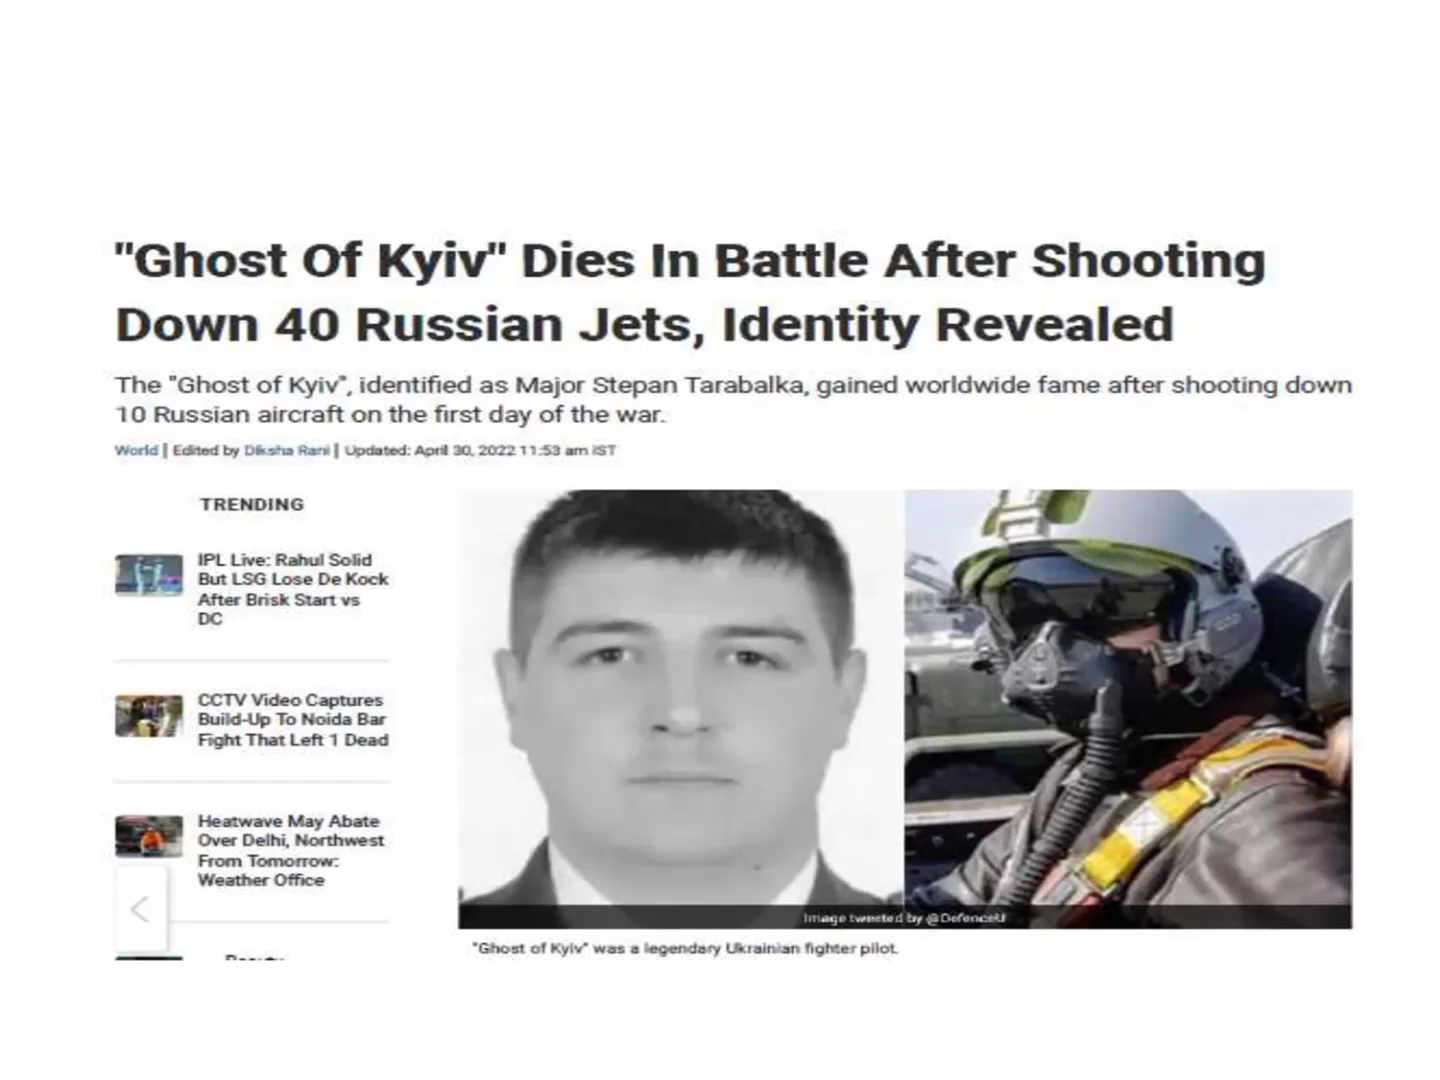 "Ghost Of Kyiv" Dies In Battle After Shooting
Down 40 Russian Jets, Identity Revealed
The "Ghost of Kyiv", identified as Major Stepan Tarabalka, gained worldwide fame after shooting down
10 Russian aircraft on the first day of the war.
World | Edited by Diksha Rani | Updated: April 30, 2022 11:53 am IST
TRENDING
IPL Live: Rahul Solid
But LSG Lose De Kock
After Brisk Start vs
DC
CCTV Video Captures
Build-Up To Noida Bar
Fight That Left 1 Dead
Heatwave May Abate
Over Delhi, Northwest
From Tomorrow:
Weather Office
Image tweeted by @DefenceU
"Ghost of Kyiv" was a legendary Ukrainian fighter pilot.